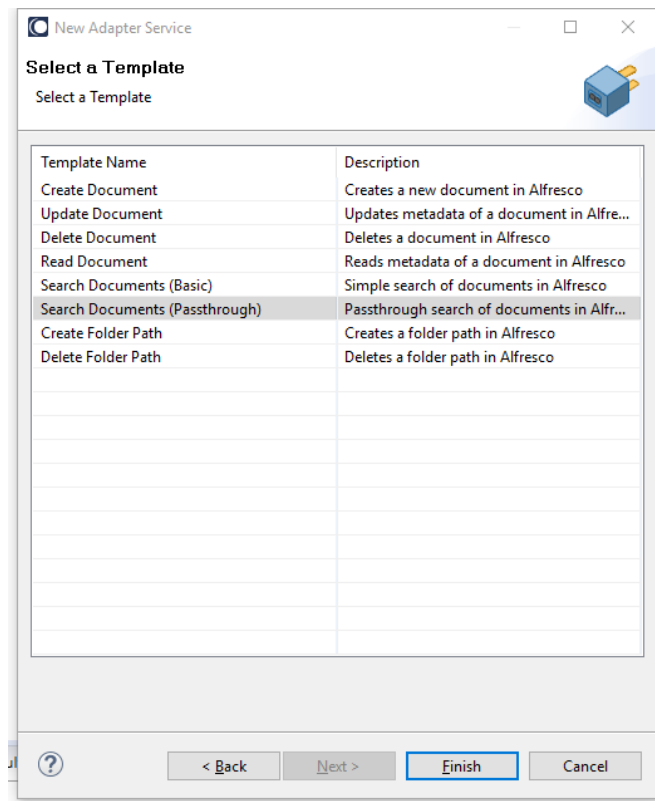 New Adapter Service
Select a Template
Select a Template
Template Name Description
Create Document Creates a new document in Alfresco
Update Document Updates metadata of a document in Alfre...
Delete Document Deletes a document in Alfresco
Read Document Reads metadata of a document in Alfresco
Search Documents (Basic) Simple search of documents in Alfresco
Search Documents (Passthrough) Passthrough search of documents in Alfr...
Create Folder Path Creates a folder path in Alfresco
Delete Folder Path Deletes a folder path in Alfresco
? < Back Next > Finish Cancel